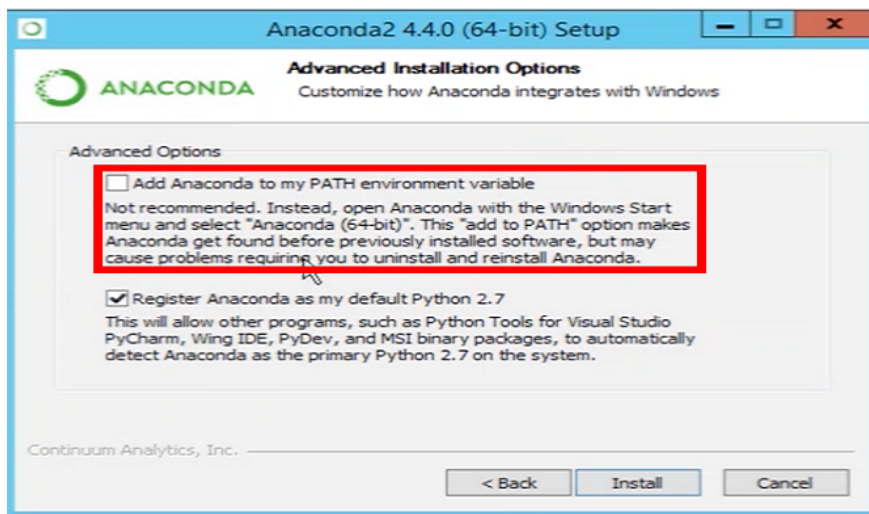 Anaconda2 4.4.0 (64-bit) Setup
ANACONDA
Advanced Installation Options
Customize how Anaconda integrates with Windows
Advanced Options
Add Anaconda to my PATH environment variable
Not recommended. Instead, open Anaconda with the Windows Start
menu and select "Anaconda (64-bit)". This "add to PATH" option makes
Anaconda get found before previously installed software, but may
cause problems requiring you to uninstall and reinstall Anaconda.
Register Anaconda as my default Python 2.7
This will allow other programs, such as Python Tools for Visual Studio
PyCharm, Wing IDE, PyDev, and MSI binary packages, to automatically
detect Anaconda as the primary Python 2.7 on the system.
Continuum Analytics, Inc.
< Back Install Cancel